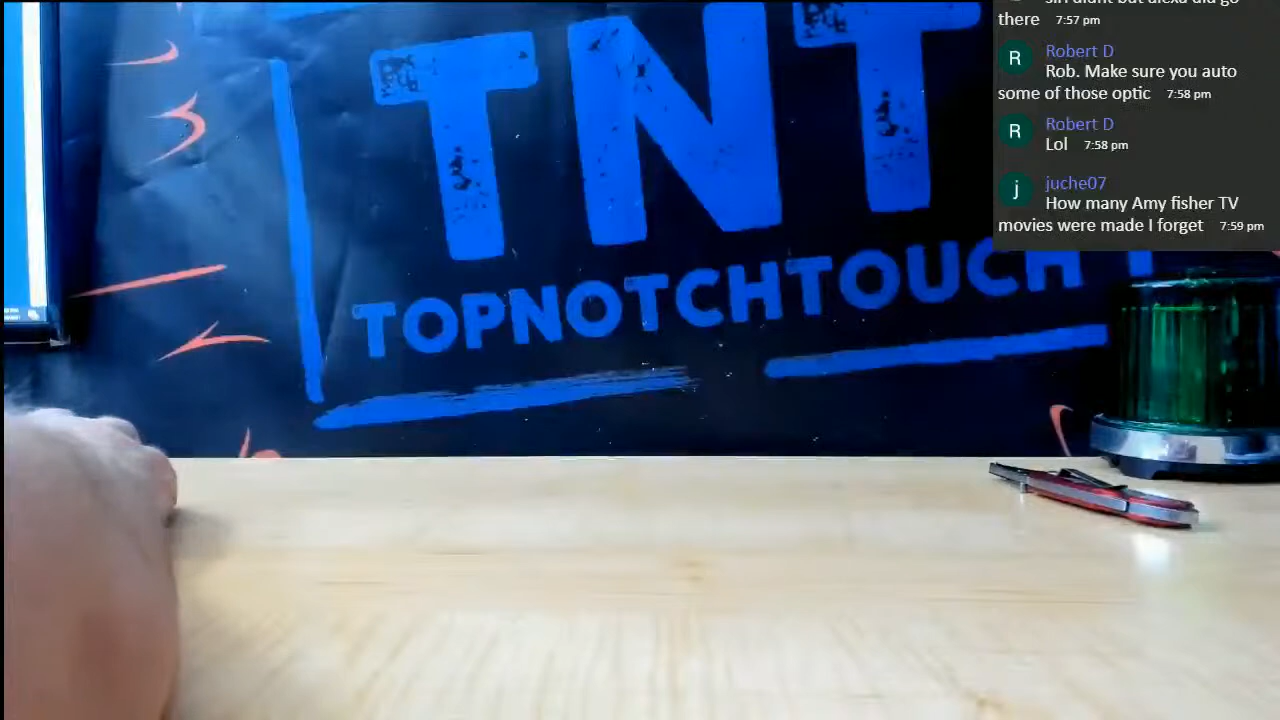 TNT
TOPNOTCHTOUCH
there 7:57 pm
Robert D
R
Rob. Make sure you auto
some of those optic 7:58 pm
Robert D
R
Lol 7:58 pm
juche07
j
How many Amy fisher TV
movies were made I forget 7:59 pm